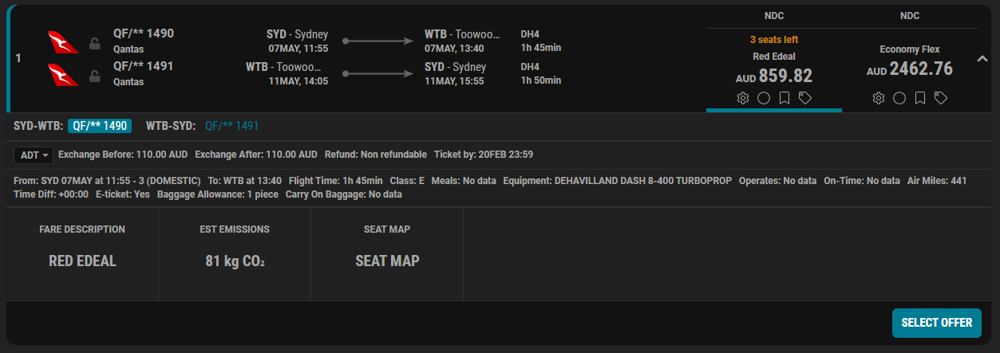 NDC NDC
1
QF/** 1490 SYD - Sydney WTB - Toowoo... DH4 3 seats left
Qantas 07MAY, 11:55 07MAY, 13:40 1h 45min Red Edeal Economy Flex
QF/** 1491 WTB - Toowoo... SYD - Sydney DH4 AUD 859.82 AUD 2462.76
Qantas 11MAY, 14:05 11MAY, 15:55 1h 50min
SYD-WTB: QF/** 1490 WTB-SYD: QF/** 1491
ADT Exchange Before: 110.00 AUD Exchange After: 110.00 AUD Refund: Non refundable Ticket by: 20FEB 23:59
From: SYD 07MAY at 11:55 - 3 (DOMESTIC) To: WTB at 13:40 Flight Time: 1h 45min Class: E Meals: No data Equipment: DEHAVILLAND DASH 8-400 TURBOPROP Operates: No data On-Time: No data Air Miles: 441
Time Diff: +00:00 E-ticket: Yes Baggage Allowance: 1 piece Carry On Baggage: No data
FARE DESCRIPTION EST EMISSIONS SEAT MAP
RED EDEAL 81 kg CO₂ SEAT MAP
SELECT OFFER